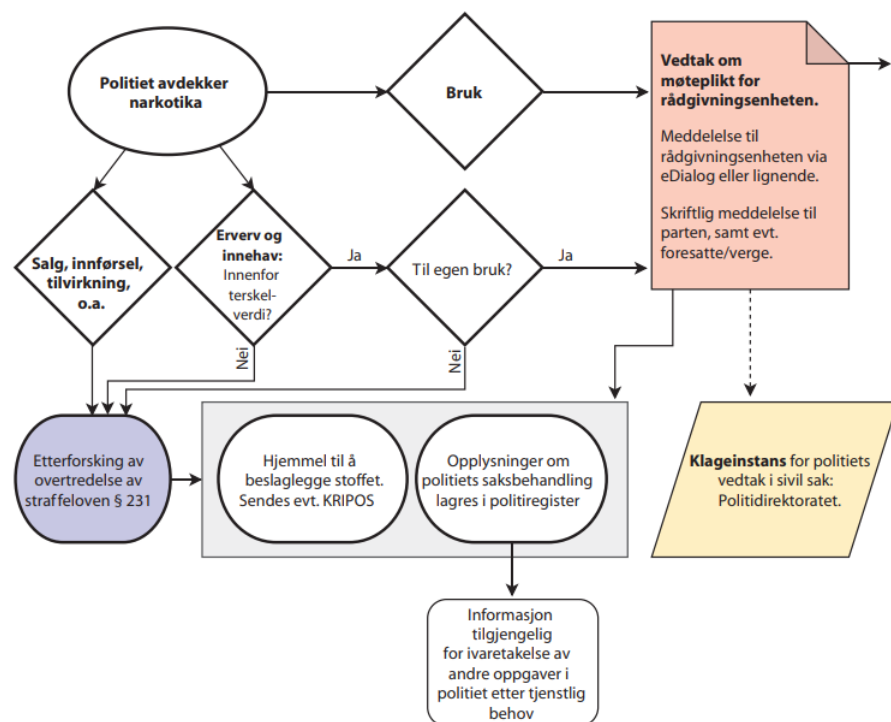 Politiet avdekker
narkotika
Bruk
Vedtak om
møteplikt for
rådgivningsenheten.
Meddelelse til
rådgivningsenheten via
eDialog eller lignende.
Skriftlig meddelelse til
parten, samt evt.
foresatte/verge.
Salg, innførsel,
tilvirkning,
o.a.
Erverv og
innehav:
Innenfor
terskel-
verdi?
Ja
Til egen bruk?
Ja
Nei
Nei
Etterforsking av
overtredelse av
straffeloven § 231
Hjemmel til å
beslaglegge stoffet.
Sendes evt. KRIPOS
Opplysninger om
politiets saksbehandling
lagres i politiregister
Klageinstans for politiets
vedtak i sivil sak:
Politidirektoratet.
Informasjon
tilgjengelig
for ivaretakelse av
andre oppgaver i
politiet etter tjenstlig
behov